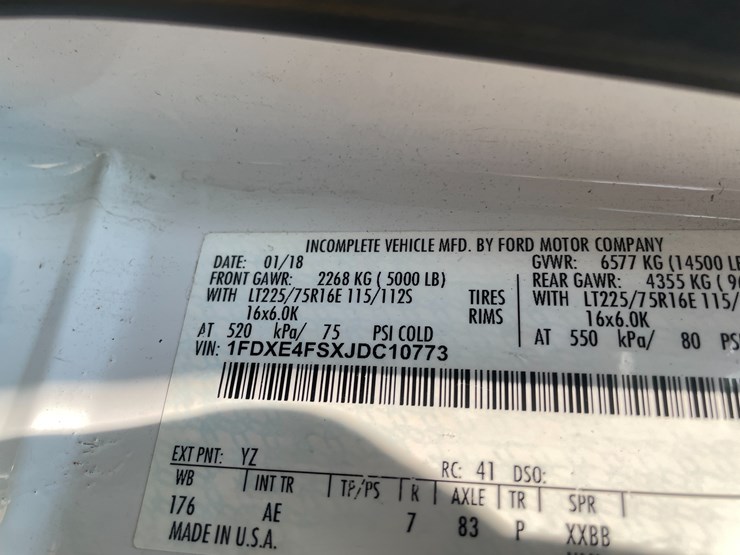 INCOMPLETE VEHICLE MFD. BY FORD MOTOR COMPANY
DATE: 01/18 GVWR: 6577 KG (14500
FRONT GAWR: 2268 KG ( 5000 LB) REAR GAWR: 4355 KG (
WITH LT225/75R16E 115/112S TIRES WITH LT225/75R16E 115/
16x6.0K RIMS 16x6.0K
AT 520 kPa/ 75 PSI COLD AT 550 kPa/ 80
VIN: 1FDXE4FSXJDC10773
EXT PNT: YZ RC: 41 DSO:
WB INT TR TP/PS R AXLE TR SPR
176 AE 7 83 P XXBB
MADE IN U.S.A.